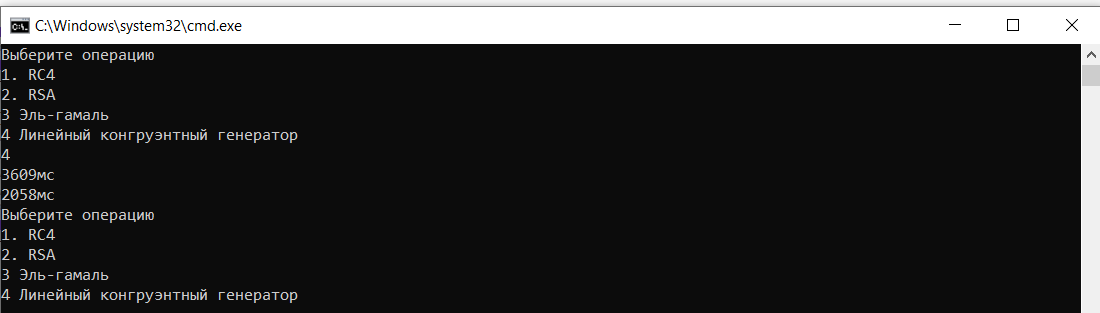 C:\Windows\system32\cmd.exe
Выберите операцию
1. RC4
2. RSA
3 Эль-гамаль
4 Линейный конгруэнтный генератор
4
3609мс
2058мс
Выберите операцию
1. RC4
2. RSA
3 Эль-гамаль
4 Линейный конгруэнтный генератор